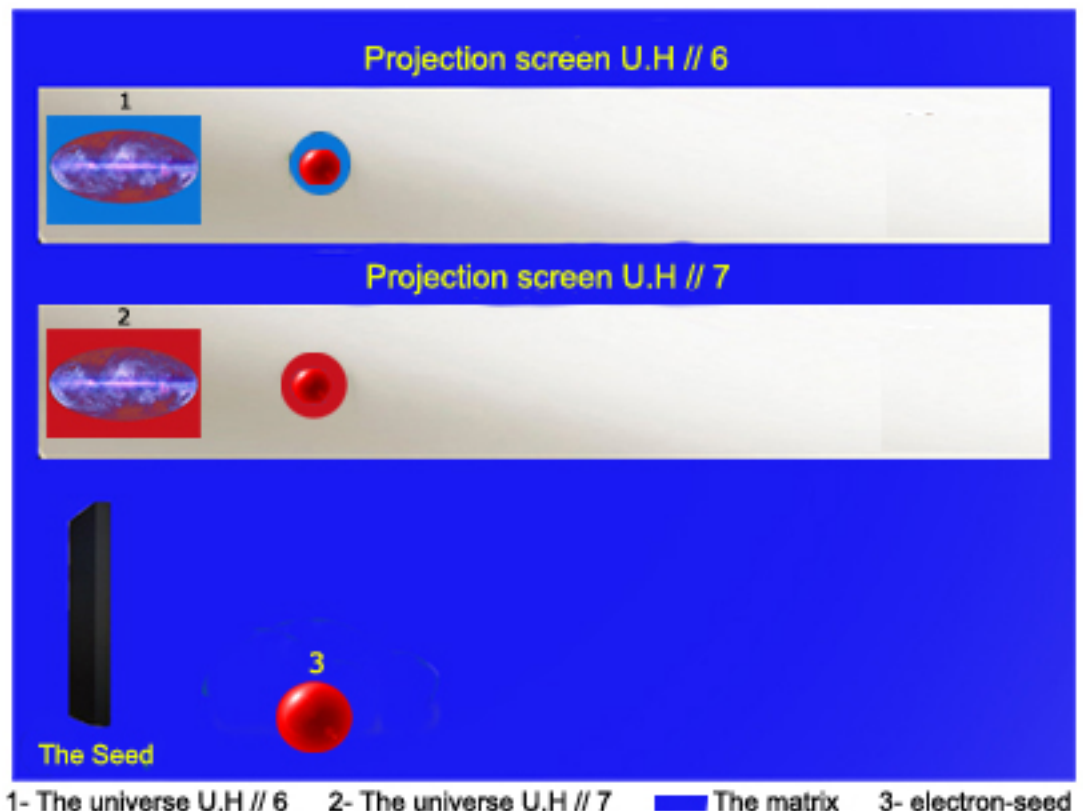 Projection screen U.H // 6
1
Projection screen U.H // 7
2
3
The Seed
1- The universe U.H // 6 2- The universe U.H // 7 The matrix 3- electron-seed